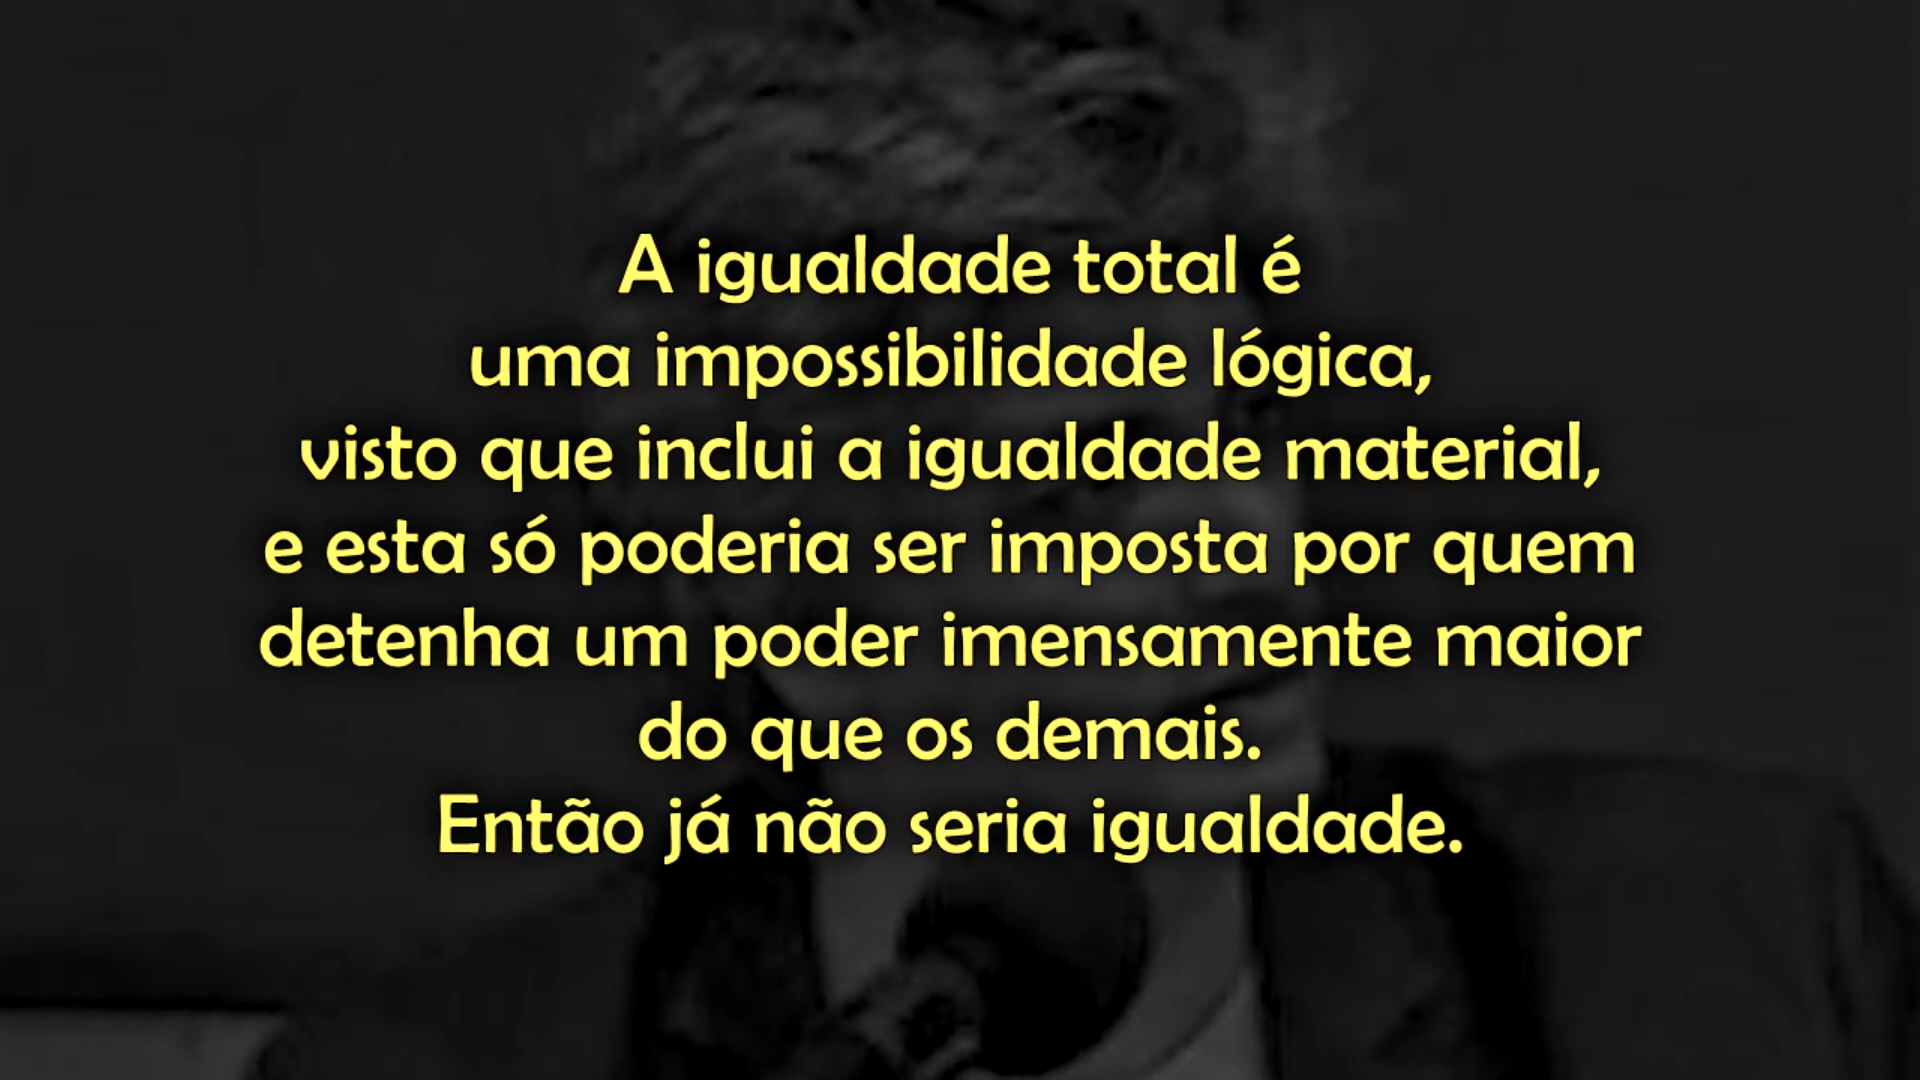 A igualdade total é
uma impossibilidade lógica,
visto que inclui a igualdade material,
e esta só poderia ser imposta por quem
detenha um poder imensamente maior
do que os demais.
Então já não seria igualdade.